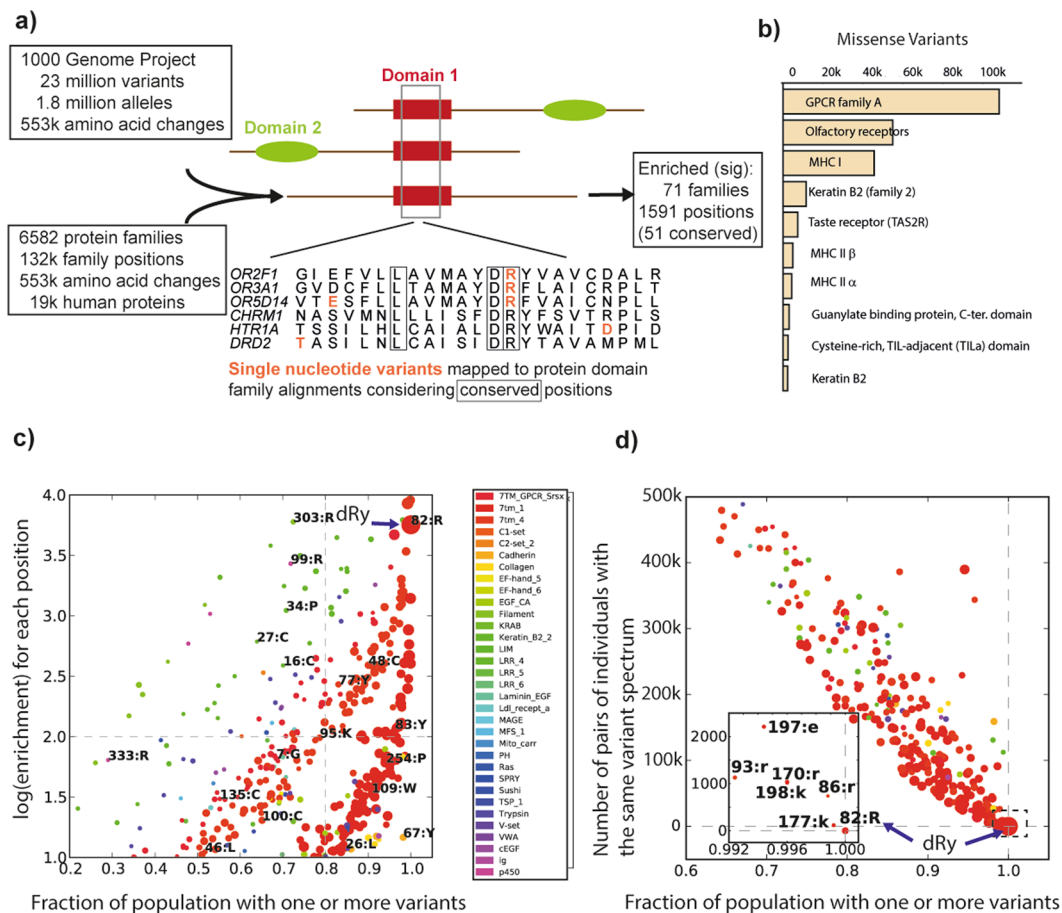 a)
1000 Genome Project
23 million variants
1.8 million alleles
553k amino acid changes
Domain 1
Domain 2
6582 protein families
132k family positions
553k amino acid changes
19k human proteins
Enriched (sig):
71 families
1591 positions
(51 conserved)
OR2F1 G I E F V L L L A V M A Y D R Y V A V C D A L R
OR3A1 G V D C F L L T A M A Y D R F L A I C R P L T
OR5D14 V T E S F L L A V M A Y D R F V A I C N P L L
CHRM1 N A S V M N L L L I S F D R Y F S V T R P L S
HTR1A T S S I L H L C A I A L D R Y W A I T D P I D
DRD2 T A S I L N L C A I S I D R Y T A V A M P M L
Single nucleotide variants mapped to protein domain
family alignments considering conserved positions
b)
Missense Variants
0 20k 40k 60k 80k 100k
GPCR family A
Olfactory receptors
MHC I
Keratin B2 (family 2)
Taste receptor (TAS2R)
MHC II β
MHC II α
Guanylate binding protein, C-ter. domain
Cysteine-rich, TIL-adjacent (TILa) domain
Keratin B2
c)
log(enrichment) for each position
4.0
3.5
3.0
2.5
2.0
1.5
1.0
303:R
dRy
82:R
99:R
34:P
27:C
16:C
48:C
77:Y
83:Y
95:K
333:R
7:G
254:P
135:C
109:W
100:C
67:Y
46:L
26:L
0.2 0.3 0.4 0.5 0.6 0.7 0.8 0.9 1.0
Fraction of population with one or more variants
7TM_GPCR_Srsx
7tm_1
7tm_4
C1-set
C2-set_2
Cadherin
Collagen
EF-hand_5
EF-hand_6
EGF_CA
Filament
KRAB
Keratin_B2_2
LIM
LRR_4
LRR_5
LRR_6
Laminin_EGF
Ldl_recept_a
MAGE
MFS_1
Mito_carr
PH
Ras
SPRY
Sushi
TSP_1
Trypsin
V-set
VWA
cEGF
ig
p450
d)
Number of pairs of individuals with
the same variant spectrum
500k
400k
300k
200k
100k
0
2000
1000
0
197:e
93:r
170:r
198:k
86:r
177:k
82:R
0.992 0.996 1.000
dRy
0.6 0.7 0.8 0.9 1.0
Fraction of population with one or more variants